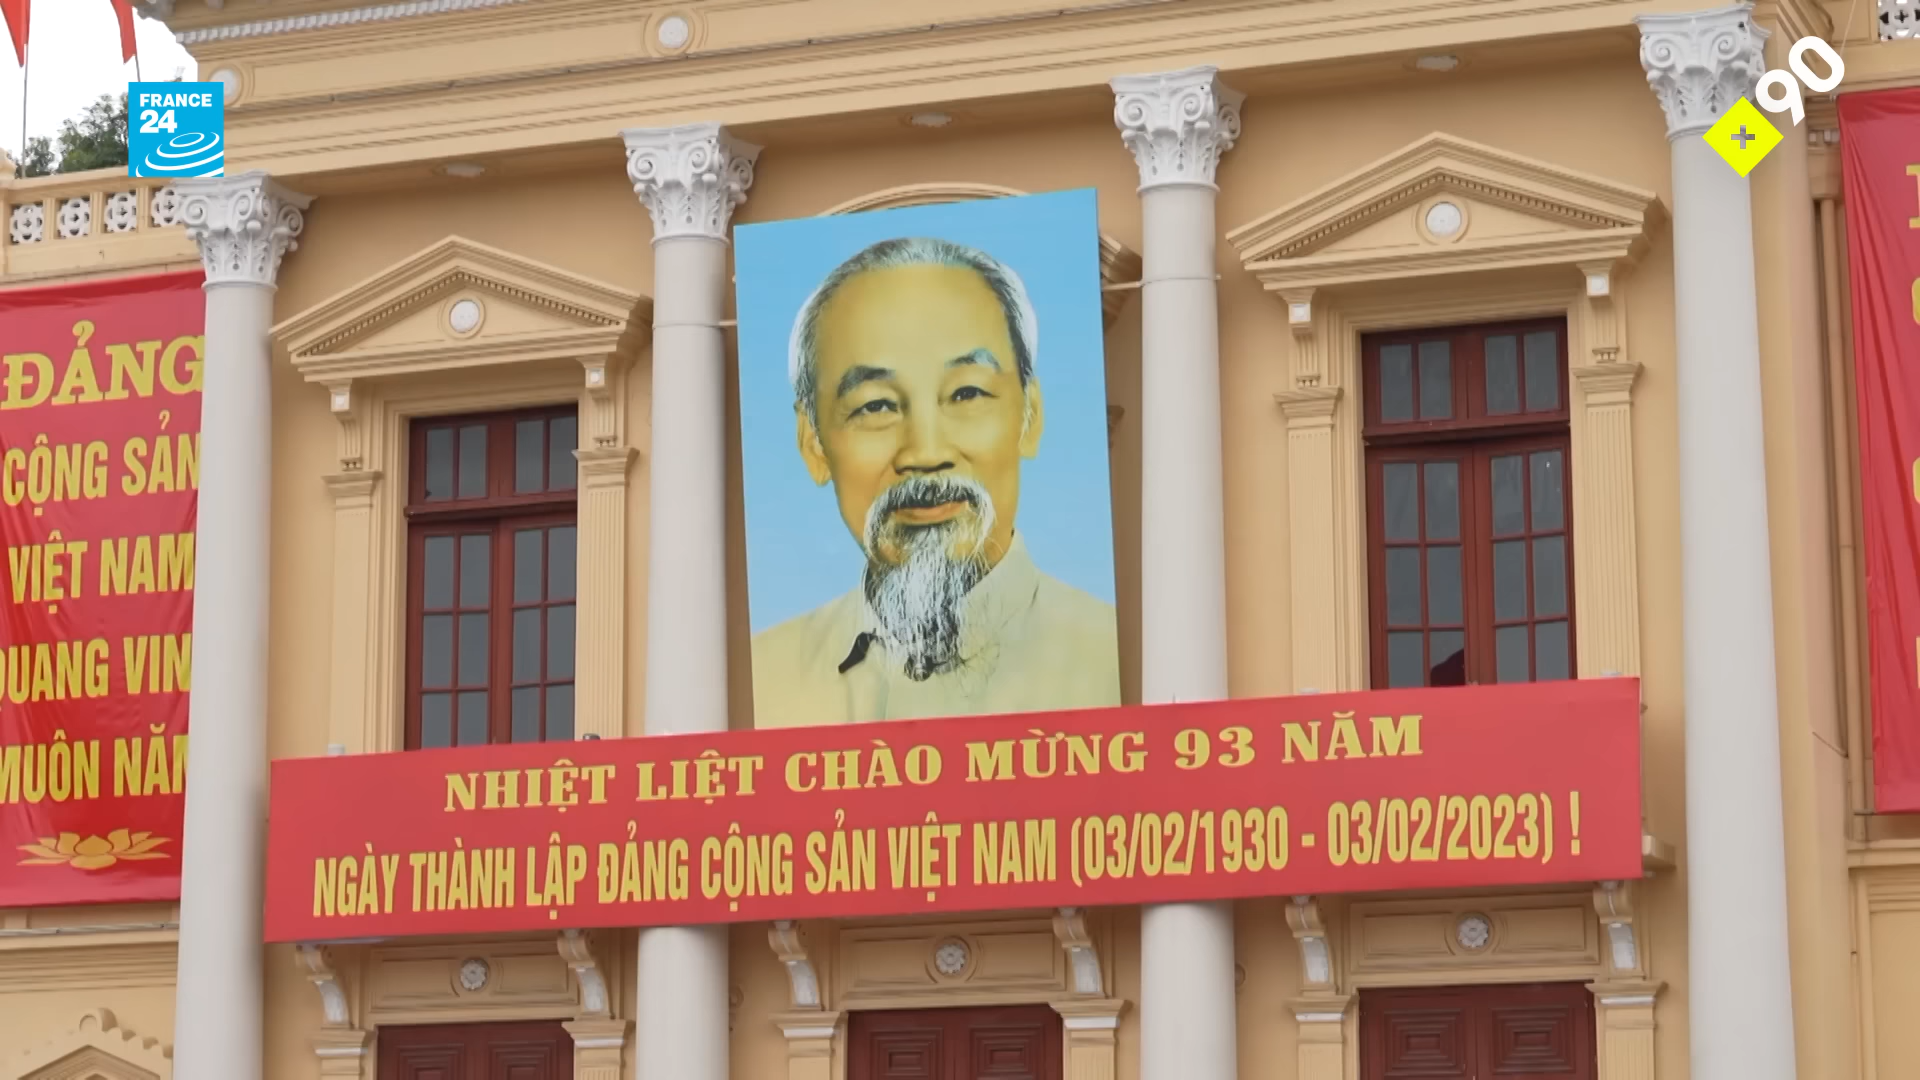 FRANCE
24
+90
ĐẢNG
CỘNG SẢN
VIỆT NAM
QUANG VIN
MUÔN NĂM
NHIỆT LIỆT CHÀO MỪNG 93 NĂM
NGÀY THÀNH LẬP ĐẢNG CỘNG SẢN VIỆT NAM (03/02/1930 - 03/02/2023) !